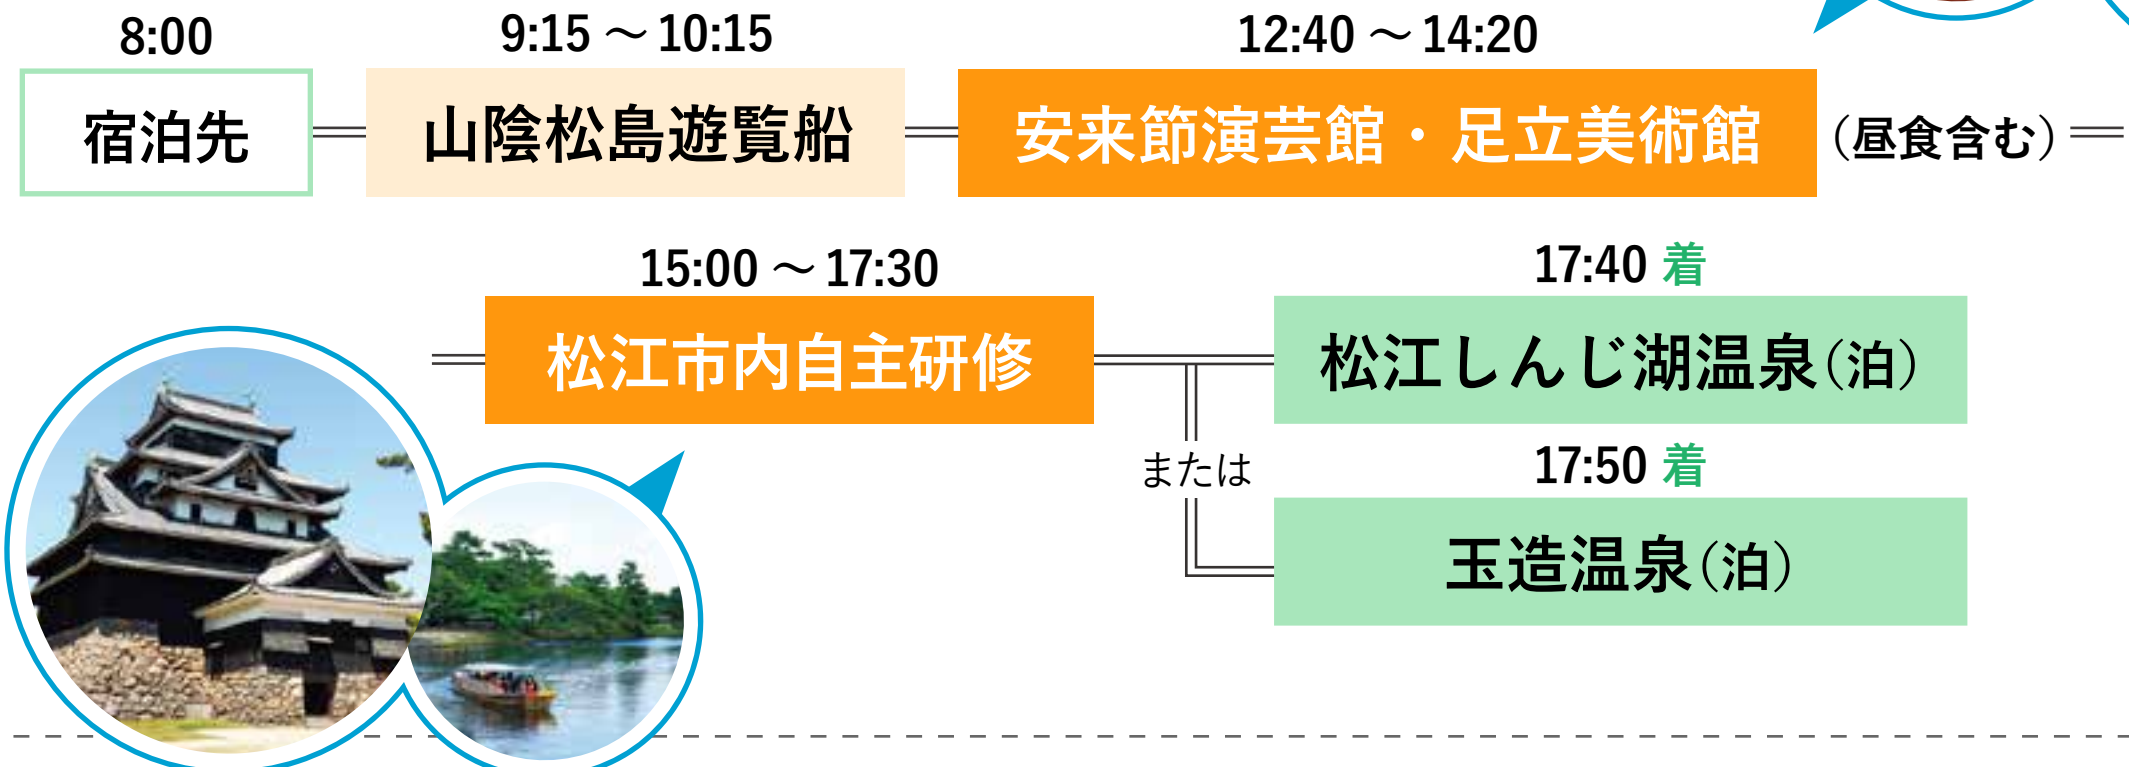 8:00
9:15 〜 10:15
12:40 〜 14:20
宿泊先
山陰松島遊覧船
安来節演芸館・足立美術館
（昼食含む）
15:00 〜 17:30
松江市内自主研修
17:40 着
松江しんじ湖温泉（泊）
または
17:50 着
玉造温泉（泊）